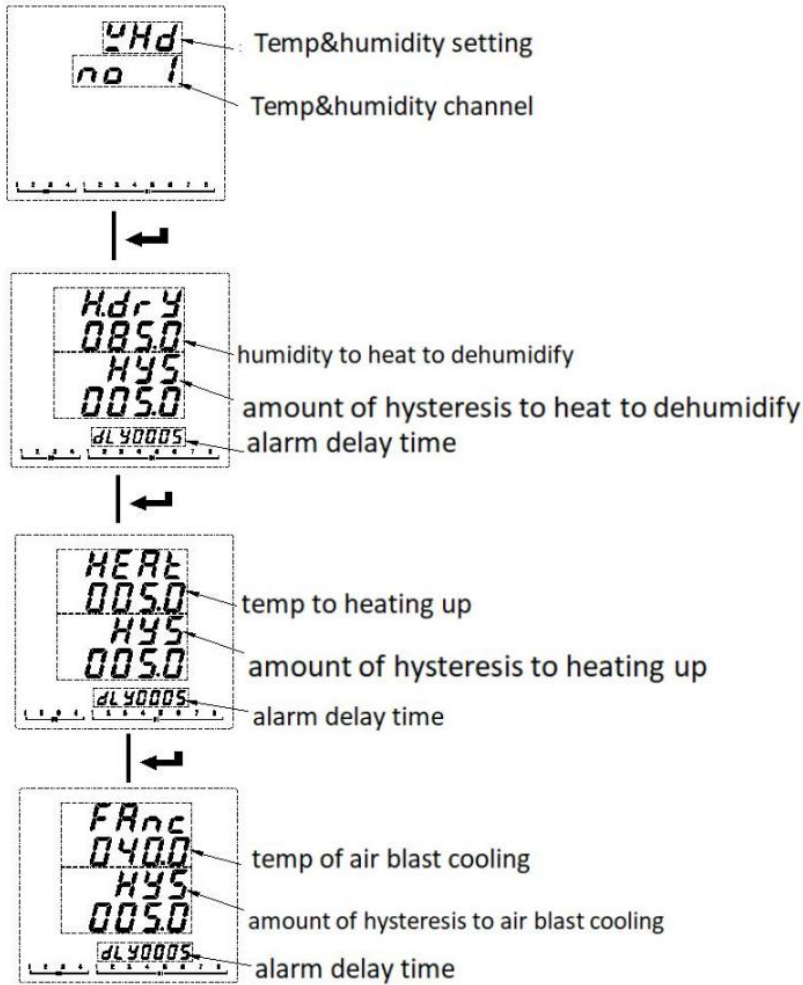 YHd
Temp&humidity setting
no 1
Temp&humidity channel
H.drY
085.0
humidity to heat to dehumidify
HYS
005.0
amount of hysteresis to heat to dehumidify
dLY0005
alarm delay time
HEAt
005.0
temp to heating up
HYS
005.0
amount of hysteresis to heating up
dLY0005
alarm delay time
FAnc
040.0
temp of air blast cooling
HYS
005.0
amount of hysteresis to air blast cooling
dLY0005
alarm delay time